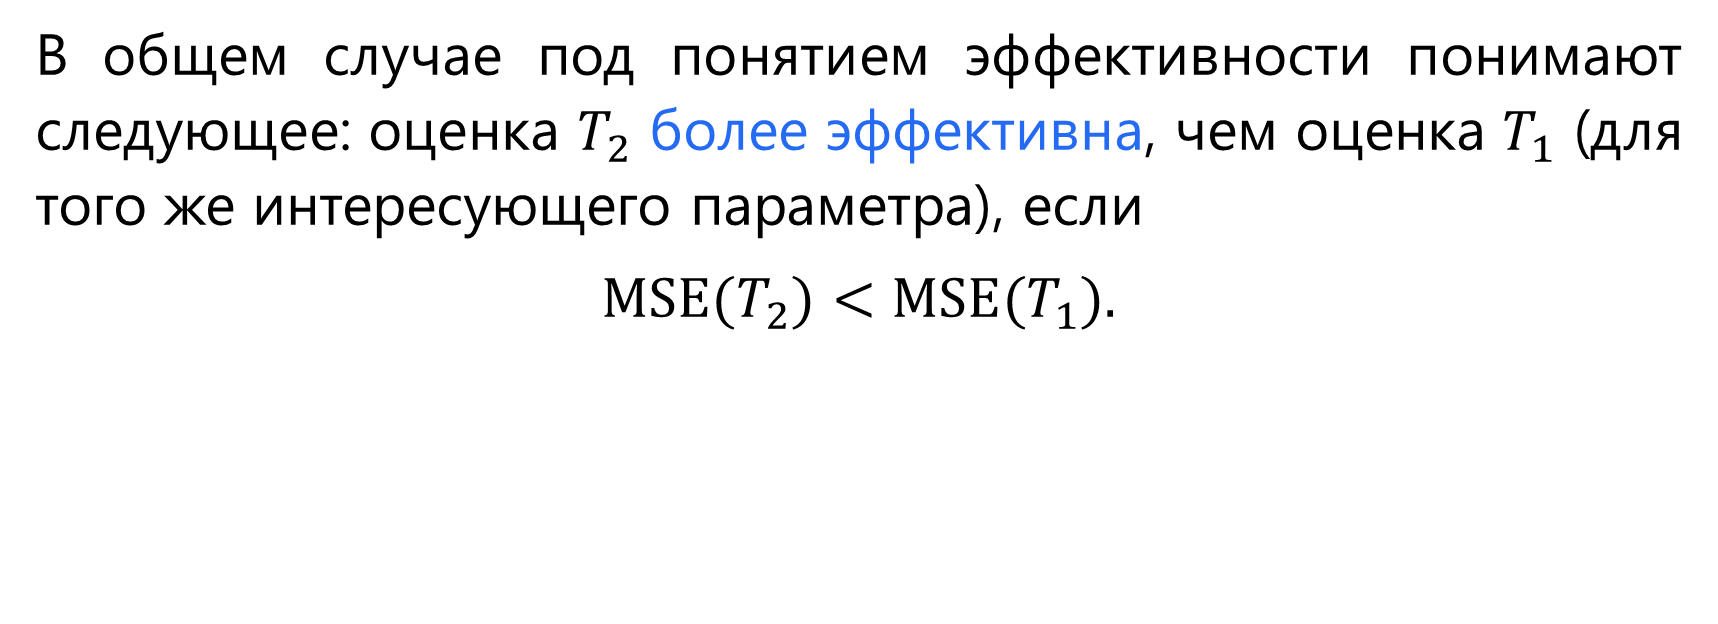 В общем случае под понятием эффективности понимают
следующее: оценка T₂ более эффективна, чем оценка T₁ (для
того же интересующего параметра), если
MSE(T₂) < MSE(T₁).